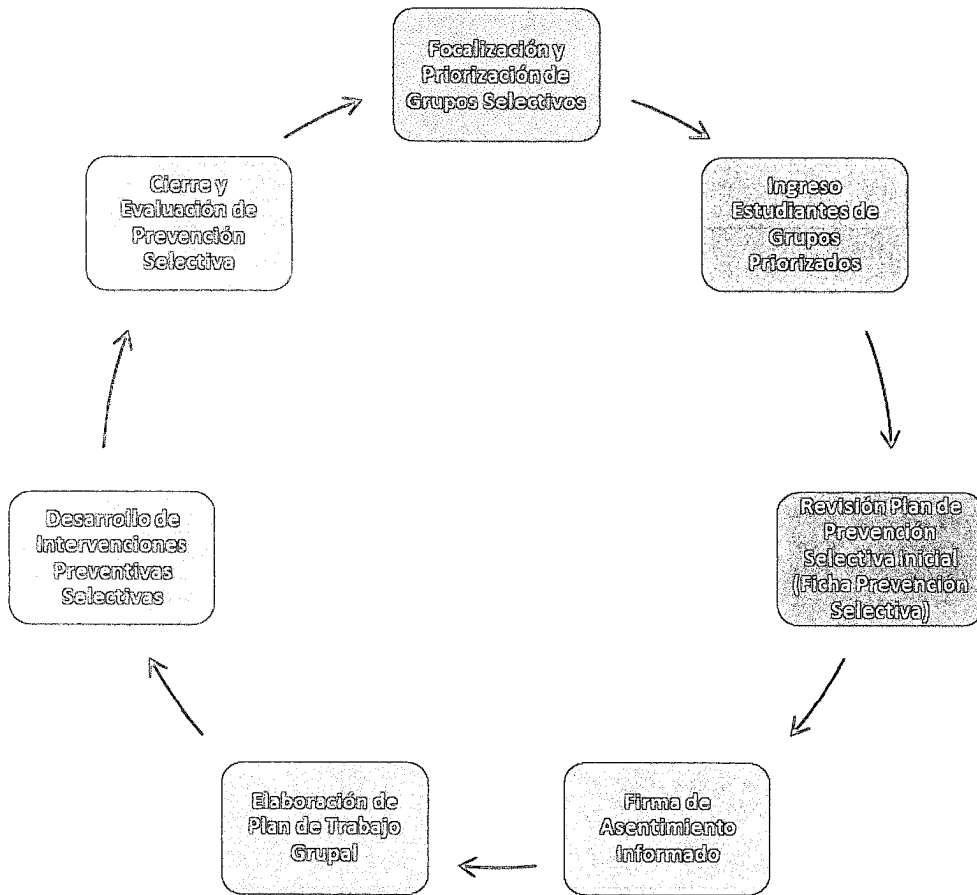 Focalización y
Priorización de
Grupos Selectivos
Ingreso
Estudiantes de
Grupos
Priorizados
Revisión Plan de
Prevención
Selectiva Inicial
(Ficha Prevención
Selectiva)
Firma de
Asentimiento
Informado
Elaboración de
Plan de Trabajo
Grupal
Desarrollo de
Intervenciones
Preventivas
Selectivas
Cierre y
Evaluación de
Prevención
Selectiva